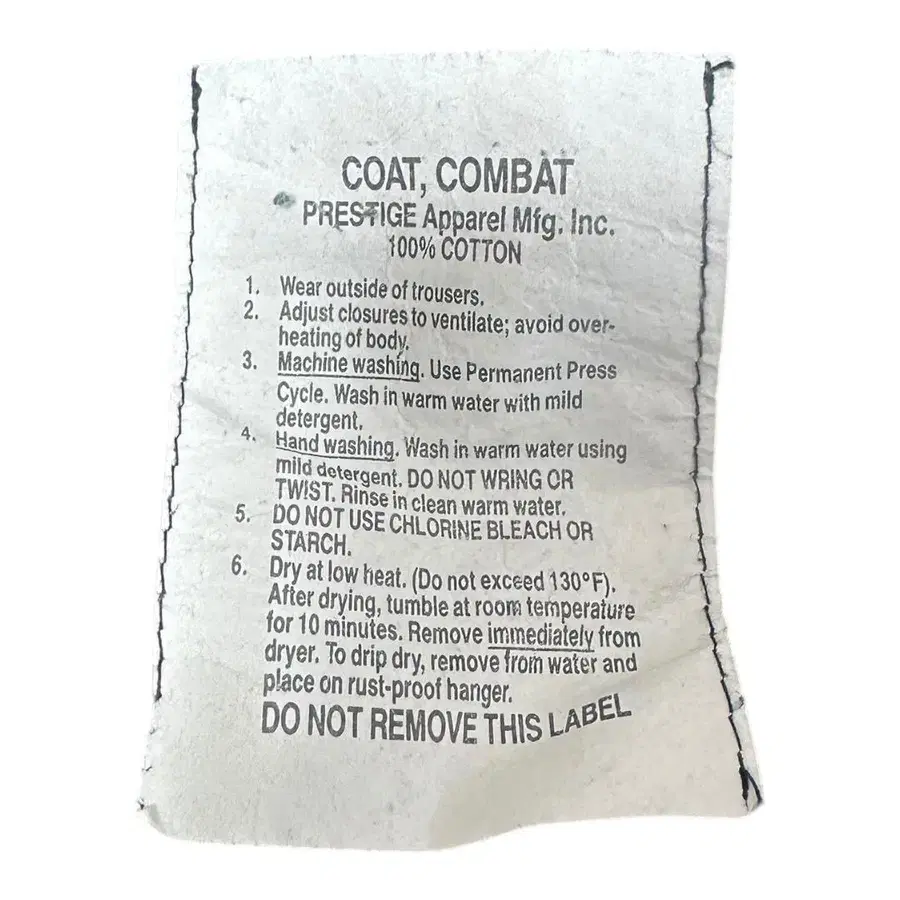 COAT, COMBAT
PRESTIGE Apparel Mfg. Inc.
100% COTTON
1. Wear outside of trousers.
2. Adjust closures to ventilate; avoid over-
heating of body.
3. Machine washing. Use Permanent Press
Cycle. Wash in warm water with mild
detergent.
4. Hand washing. Wash in warm water using
mild detergent. DO NOT WRING OR
TWIST. Rinse in clean warm water.
5. DO NOT USE CHLORINE BLEACH OR
STARCH.
6. Dry at low heat. (Do not exceed 130°F).
After drying, tumble at room temperature
for 10 minutes. Remove immediately from
dryer. To drip dry, remove from water and
place on rust-proof hanger.
DO NOT REMOVE THIS LABEL